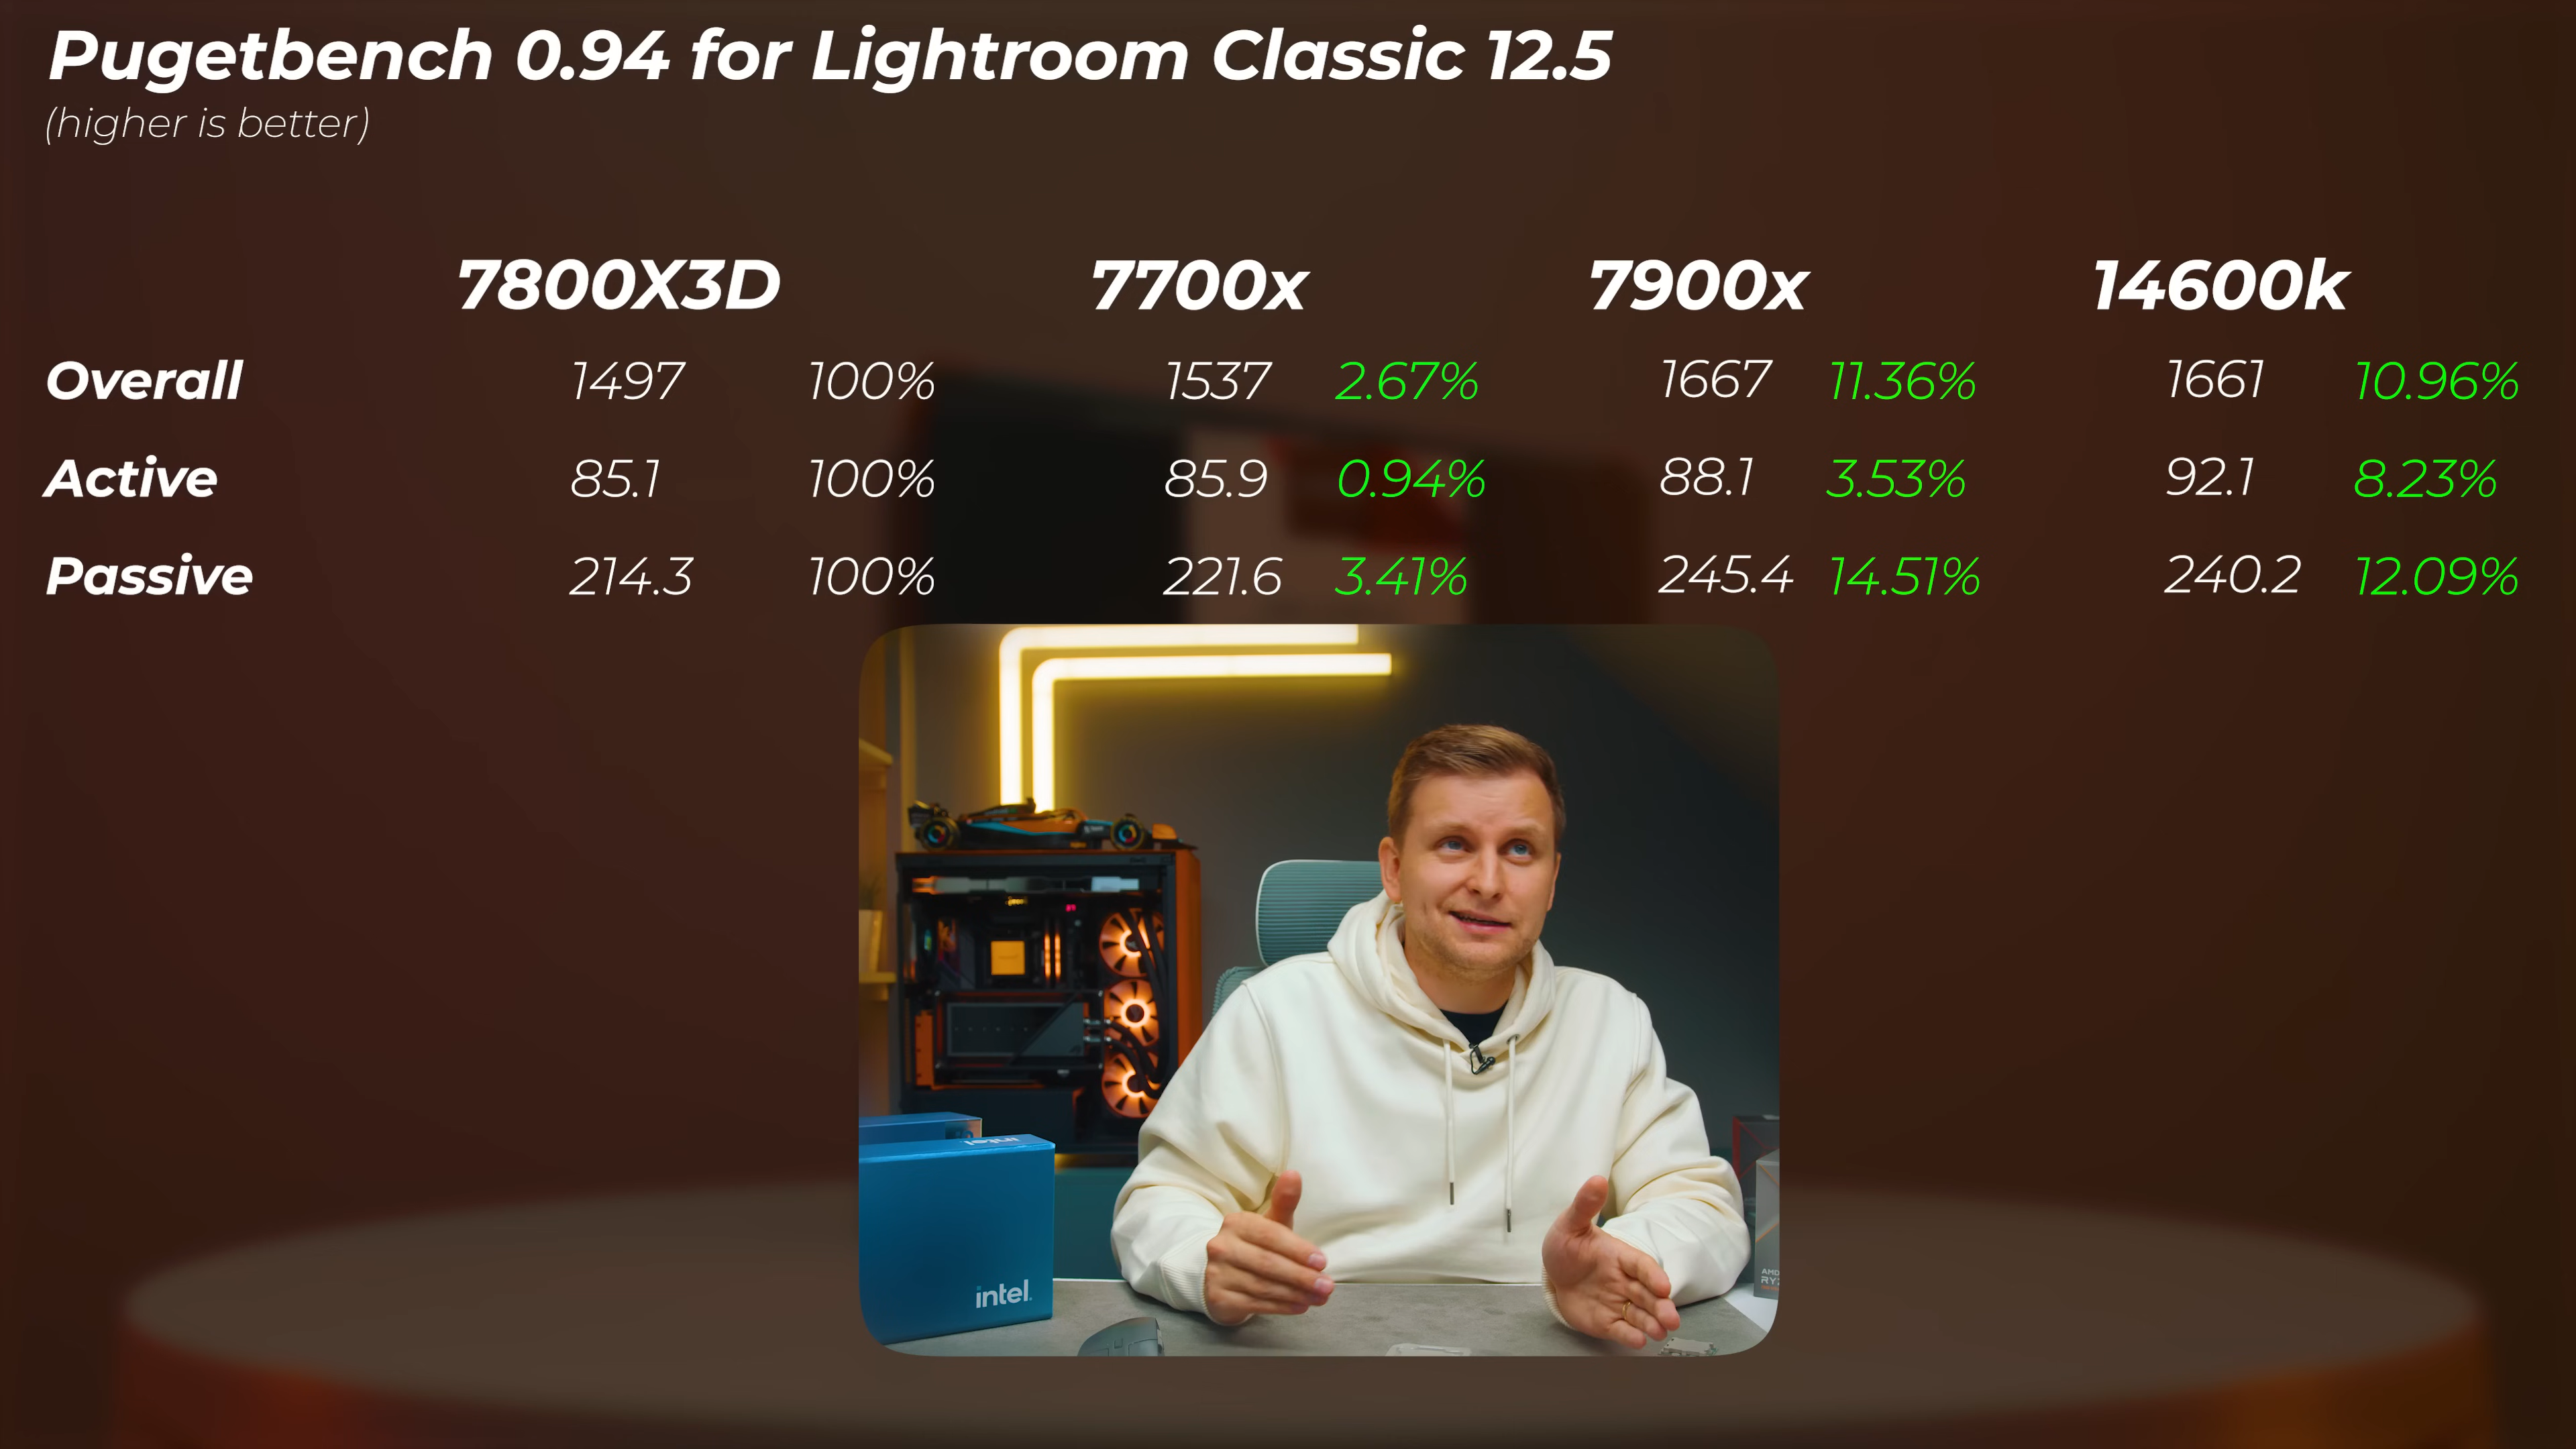 Pugetbench 0.94 for Lightroom Classic 12.5
(higher is better)
7800X3D 7700x 7900x 14600k
Overall 1497 100% 1537 2.67% 1667 11.36% 1661 10.96%
Active 85.1 100% 85.9 0.94% 88.1 3.53% 92.1 8.23%
Passive 214.3 100% 221.6 3.41% 245.4 14.51% 240.2 12.09%
intel
intel
AMD
RY